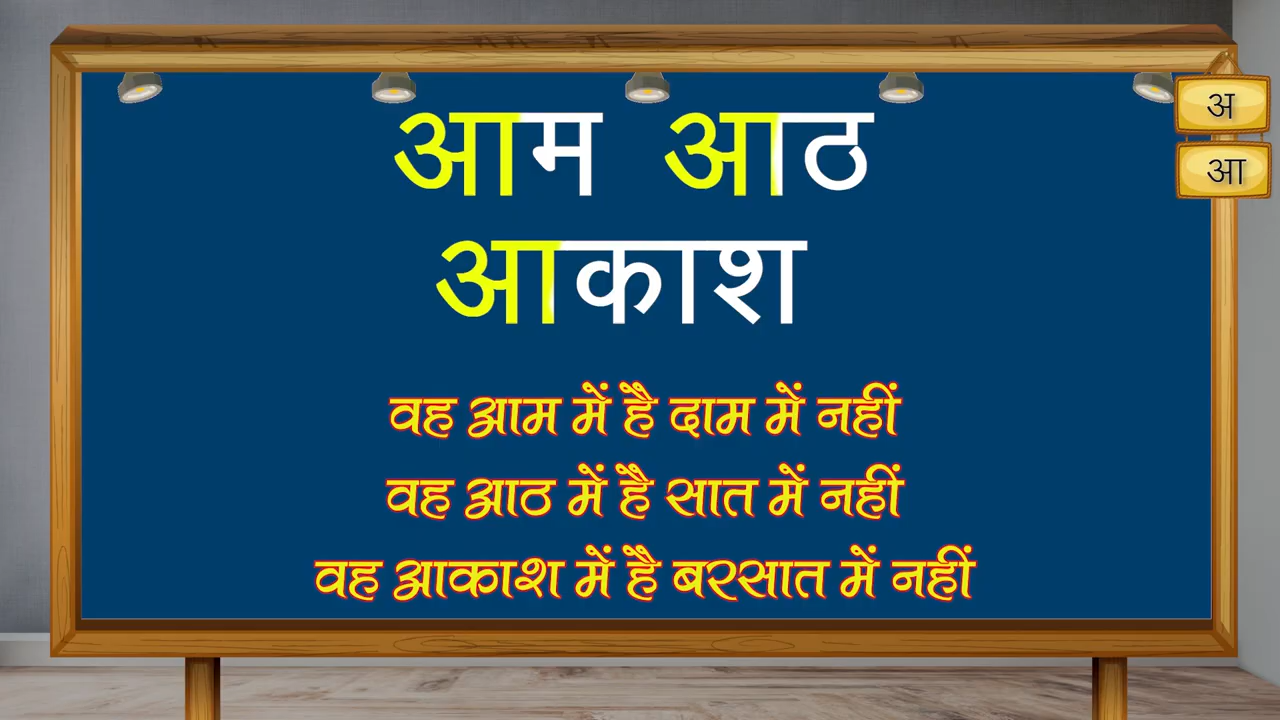 आम आठ
आकाश
वह आम में है दाम में नहीं
वह आठ में है सात में नहीं
वह आकाश में है बरसात में नहीं
अ
आ